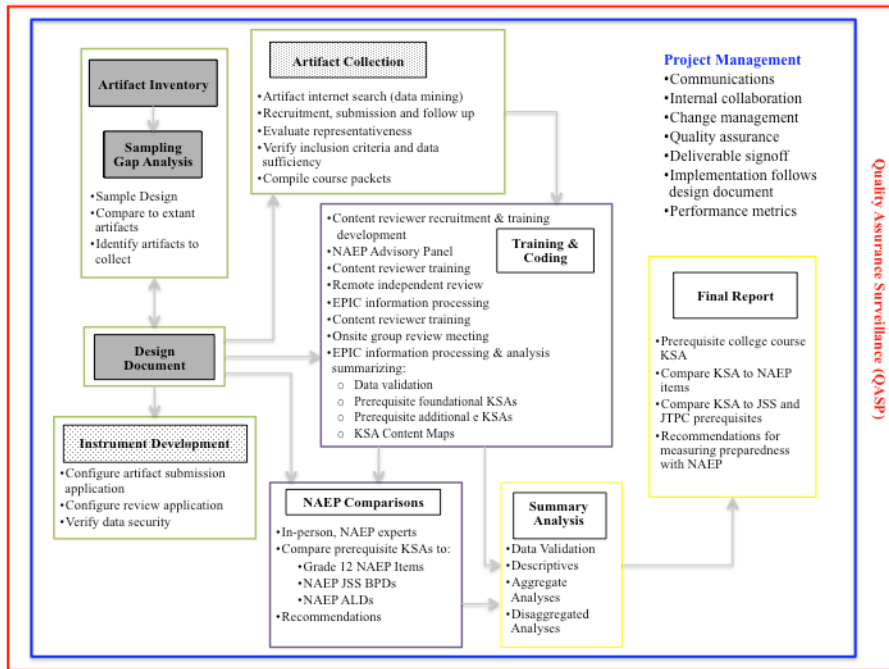 Artifact Inventory
Sampling
Gap Analysis
•Sample Design
•Compare to extant
artifacts
•Identify artifacts to
collect
Artifact Collection
•Artifact internet search (data mining)
•Recruitment, submission and follow up
•Evaluate representativeness
•Verify inclusion criteria and data
sufficiency
•Compile course packets
Project Management
•Communications
•Internal collaboration
•Change management
•Quality assurance
•Deliverable signoff
•Implementation follows
design document
•Performance metrics
Quality Assurance Surveillance (QASP)
Design
Document
Instrument Development
•Configure artifact submission
application
•Configure review application
•Verify data security
Training &
Coding
•Content reviewer recruitment & training
development
•NAEP Advisory Panel
•Content reviewer training
•Remote independent review
•EPIC information processing
•Content reviewer training
•Onsite group review meeting
•EPIC information processing & analysis
summarizing:
o Data validation
o Prerequisite foundational KSAs
o Prerequisite additional e KSAs
o KSA Content Maps
NAEP Comparisons
•In-person, NAEP experts
•Compare prerequisite KSAs to:
•Grade 12 NAEP Items
•NAEP JSS BPDs
•NAEP ALDs
•Recommendations
Summary
Analysis
•Data Validation
•Descriptives
•Aggregate
Analyses
•Disaggregated
Analyses
Final Report
•Prerequisite college course
KSA
•Compare KSA to NAEP
items
•Compare KSA to JSS and
JTPC prerequisites
•Recommendations for
measuring preparedness
with NAEP